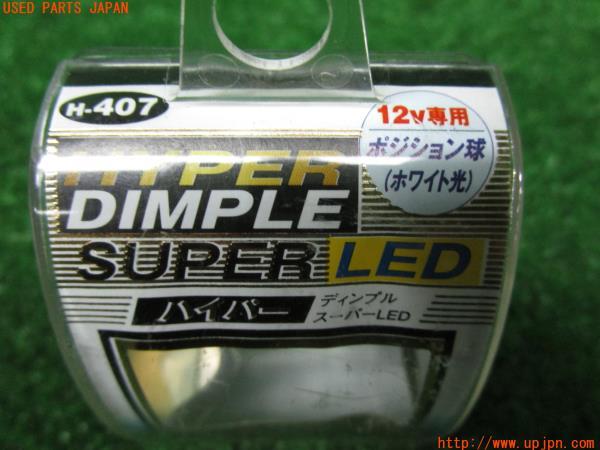 USED PARTS JAPAN
H-407
12v専用
ポジション球
(ホワイト光)
HYPER
DIMPLE
SUPER LED
ハイパー
ディンプル
スーパーLED
http://www.upjpn.com/